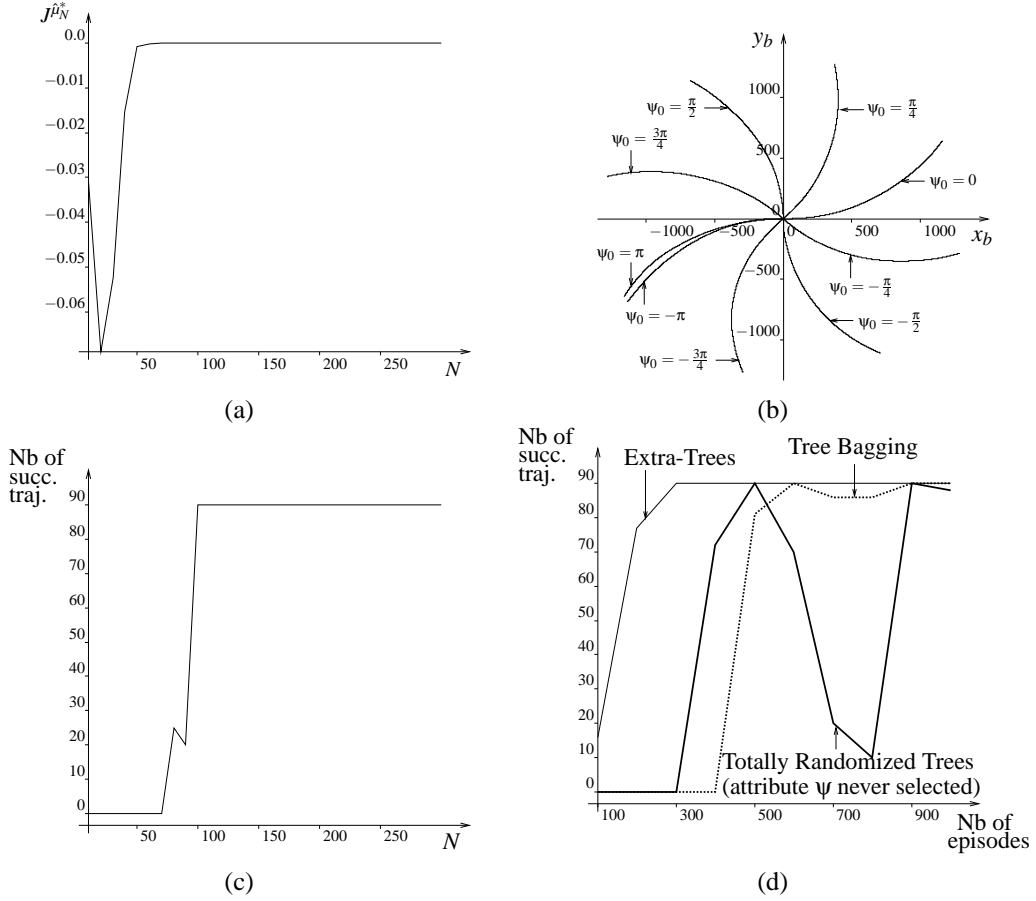 J^{μ̂*_N}
0.0
−0.01
−0.02
−0.03
−0.04
−0.05
−0.06
50 100 150 200 250
N
(a)
y_b
1000
500
0
−1000 −500 0 500 1000
x_b
−500
−1000
ψ0 = π/2
ψ0 = π/4
ψ0 = 3π/4
ψ0 = 0
ψ0 = π
ψ0 = −π/4
ψ0 = −π
ψ0 = −π/2
ψ0 = −3π/4
(b)
Nb of
succ.
traj.
90
80
70
60
50
40
30
20
10
0
50 100 150 200 250
N
(c)
Nb of
succ.
traj.
Extra-Trees
Tree Bagging
90
80
70
60
50
40
30
20
10
0
Totally Randomized Trees
(attribute ψ never selected)
100 300 500 700 900
Nb of
episodes
(d)